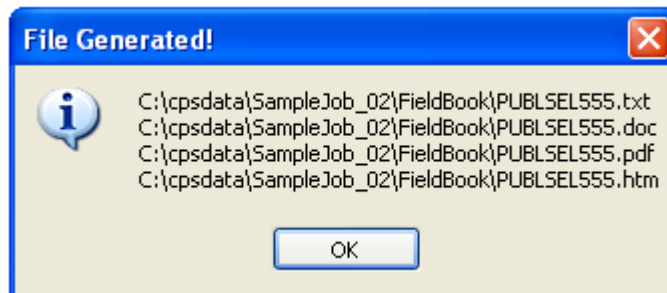 File Generated!
C:\cpsdata\SampleJob_02\FieldBook\PUBLSEL555.txt
C:\cpsdata\SampleJob_02\FieldBook\PUBLSEL555.doc
C:\cpsdata\SampleJob_02\FieldBook\PUBLSEL555.pdf
C:\cpsdata\SampleJob_02\FieldBook\PUBLSEL555.htm
OK